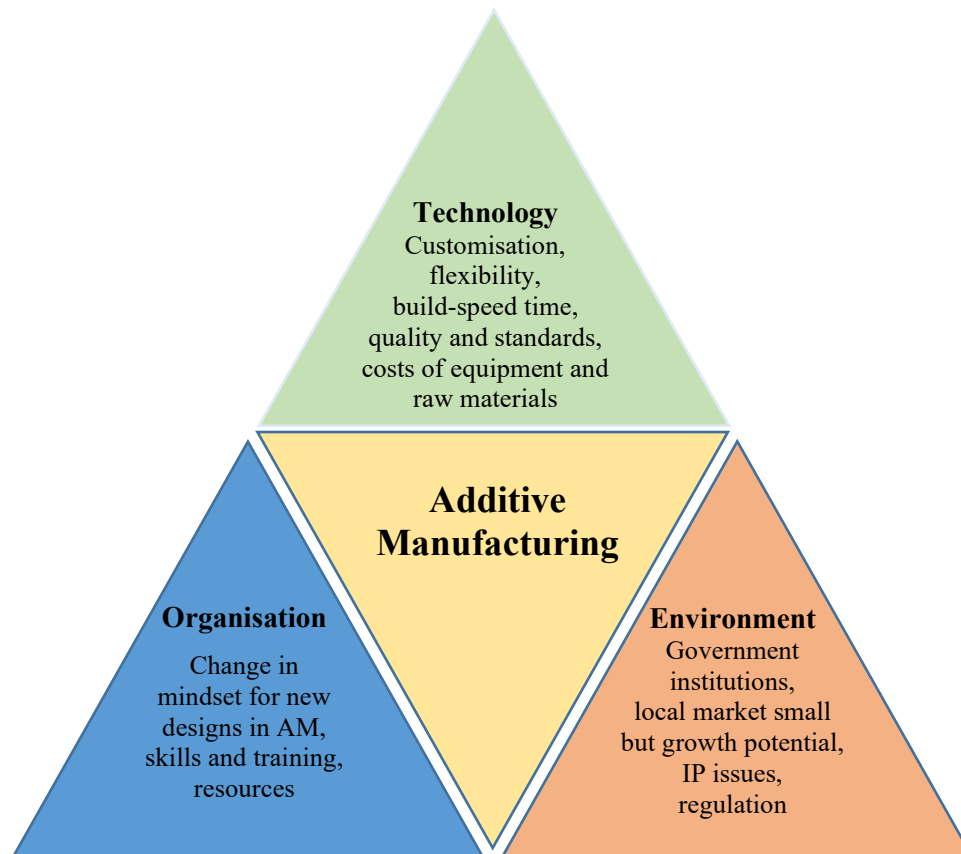 Technology
Customisation,
flexibility,
build-speed time,
quality and standards,
costs of equipment and
raw materials
Additive
Manufacturing
Organisation
Change in
mindset for new
designs in AM,
skills and training,
resources
Environment
Government
institutions,
local market small
but growth potential,
IP issues,
regulation